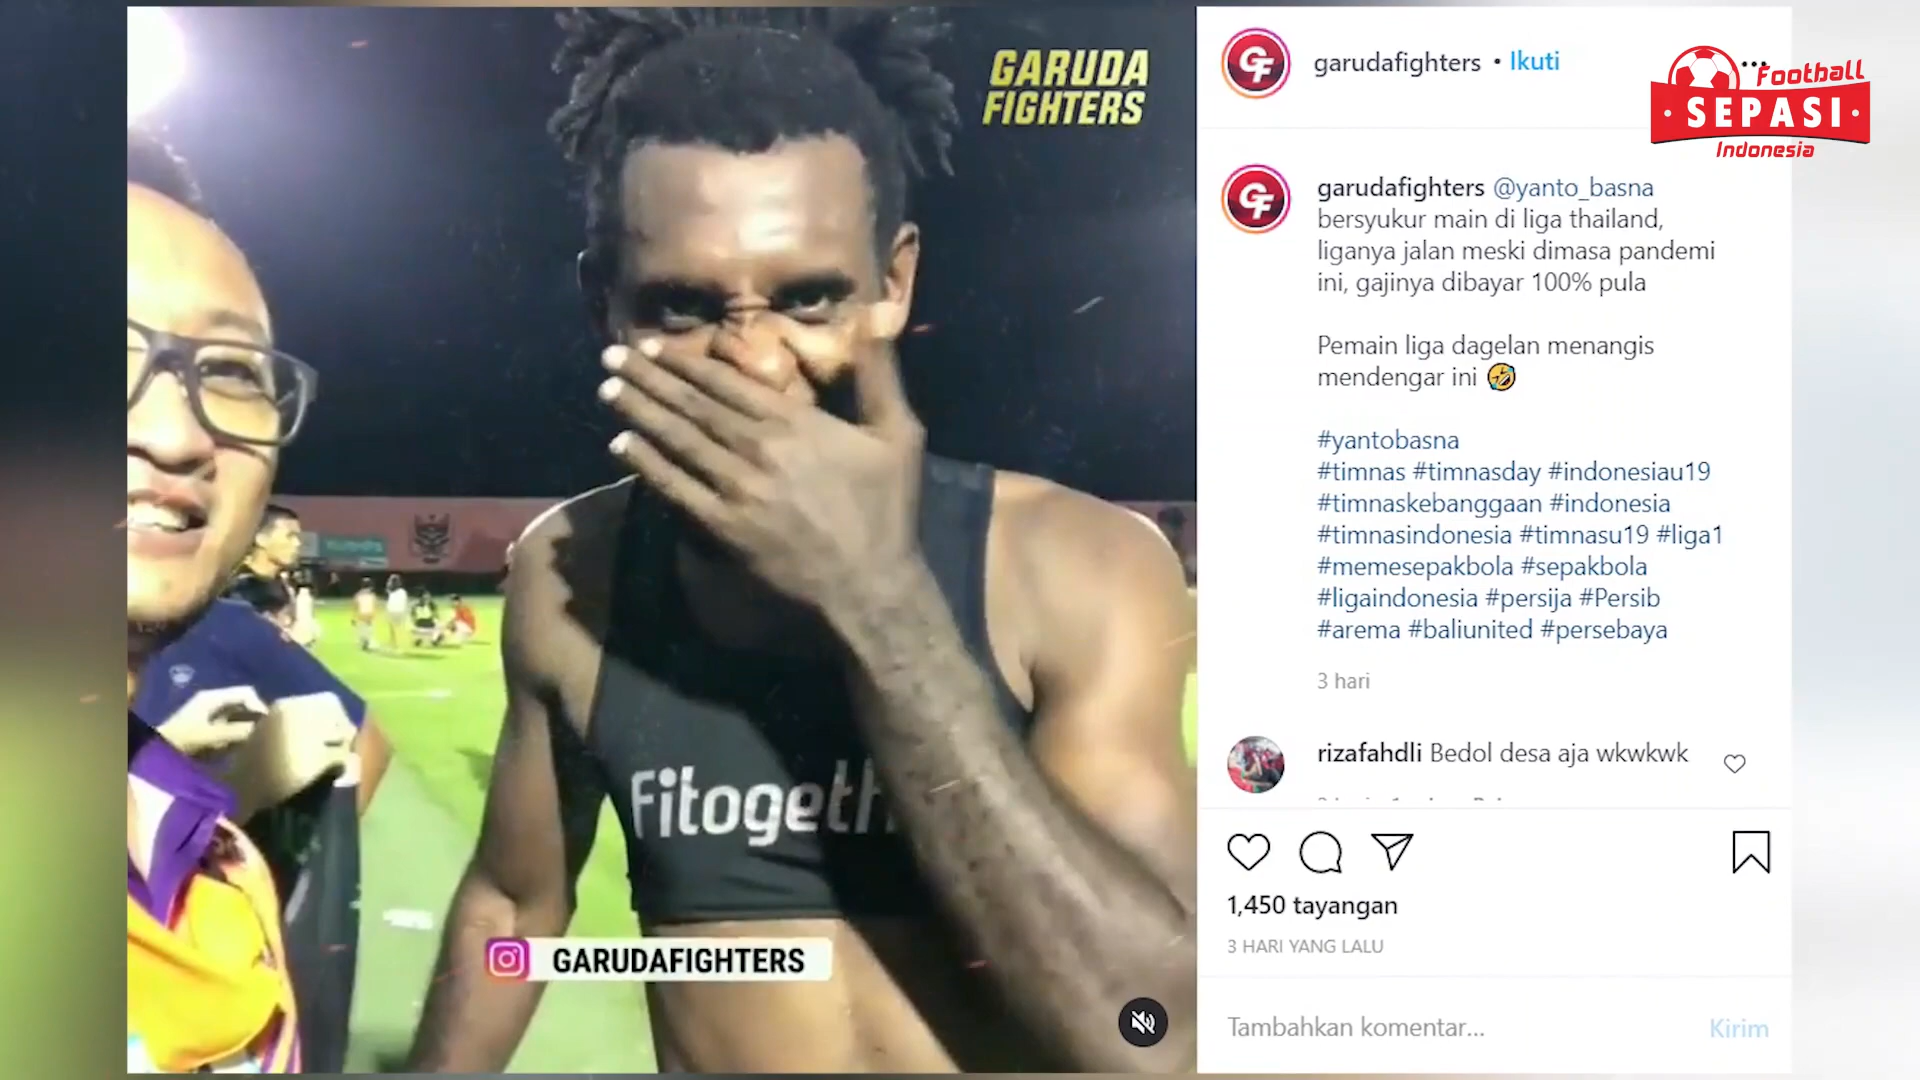 GARUDA
FIGHTERS
Fitogeth
GARUDAFIGHTERS
garudafighters • Ikuti
Football
SEPASI
Indonesia
garudafighters @yanto_basna
bersyukur main di liga thailand,
liganya jalan meski dimasa pandemi
ini, gajinya dibayar 100% pula
Pemain liga dagelan menangis
mendengar ini 🤣
#yantobasna
#timnas #timnasday #indonesiau19
#timnaskebanggaan #indonesia
#timnasindonesia #timnasu19 #liga1
#memesepakbola #sepakbola
#ligaindonesia #persija #Persib
#arema #baliunited #persebaya
3 hari
rizafahdli Bedol desa aja wkwkwk
1,450 tayangan
3 HARI YANG LALU
Tambahkan komentar...
Kirim